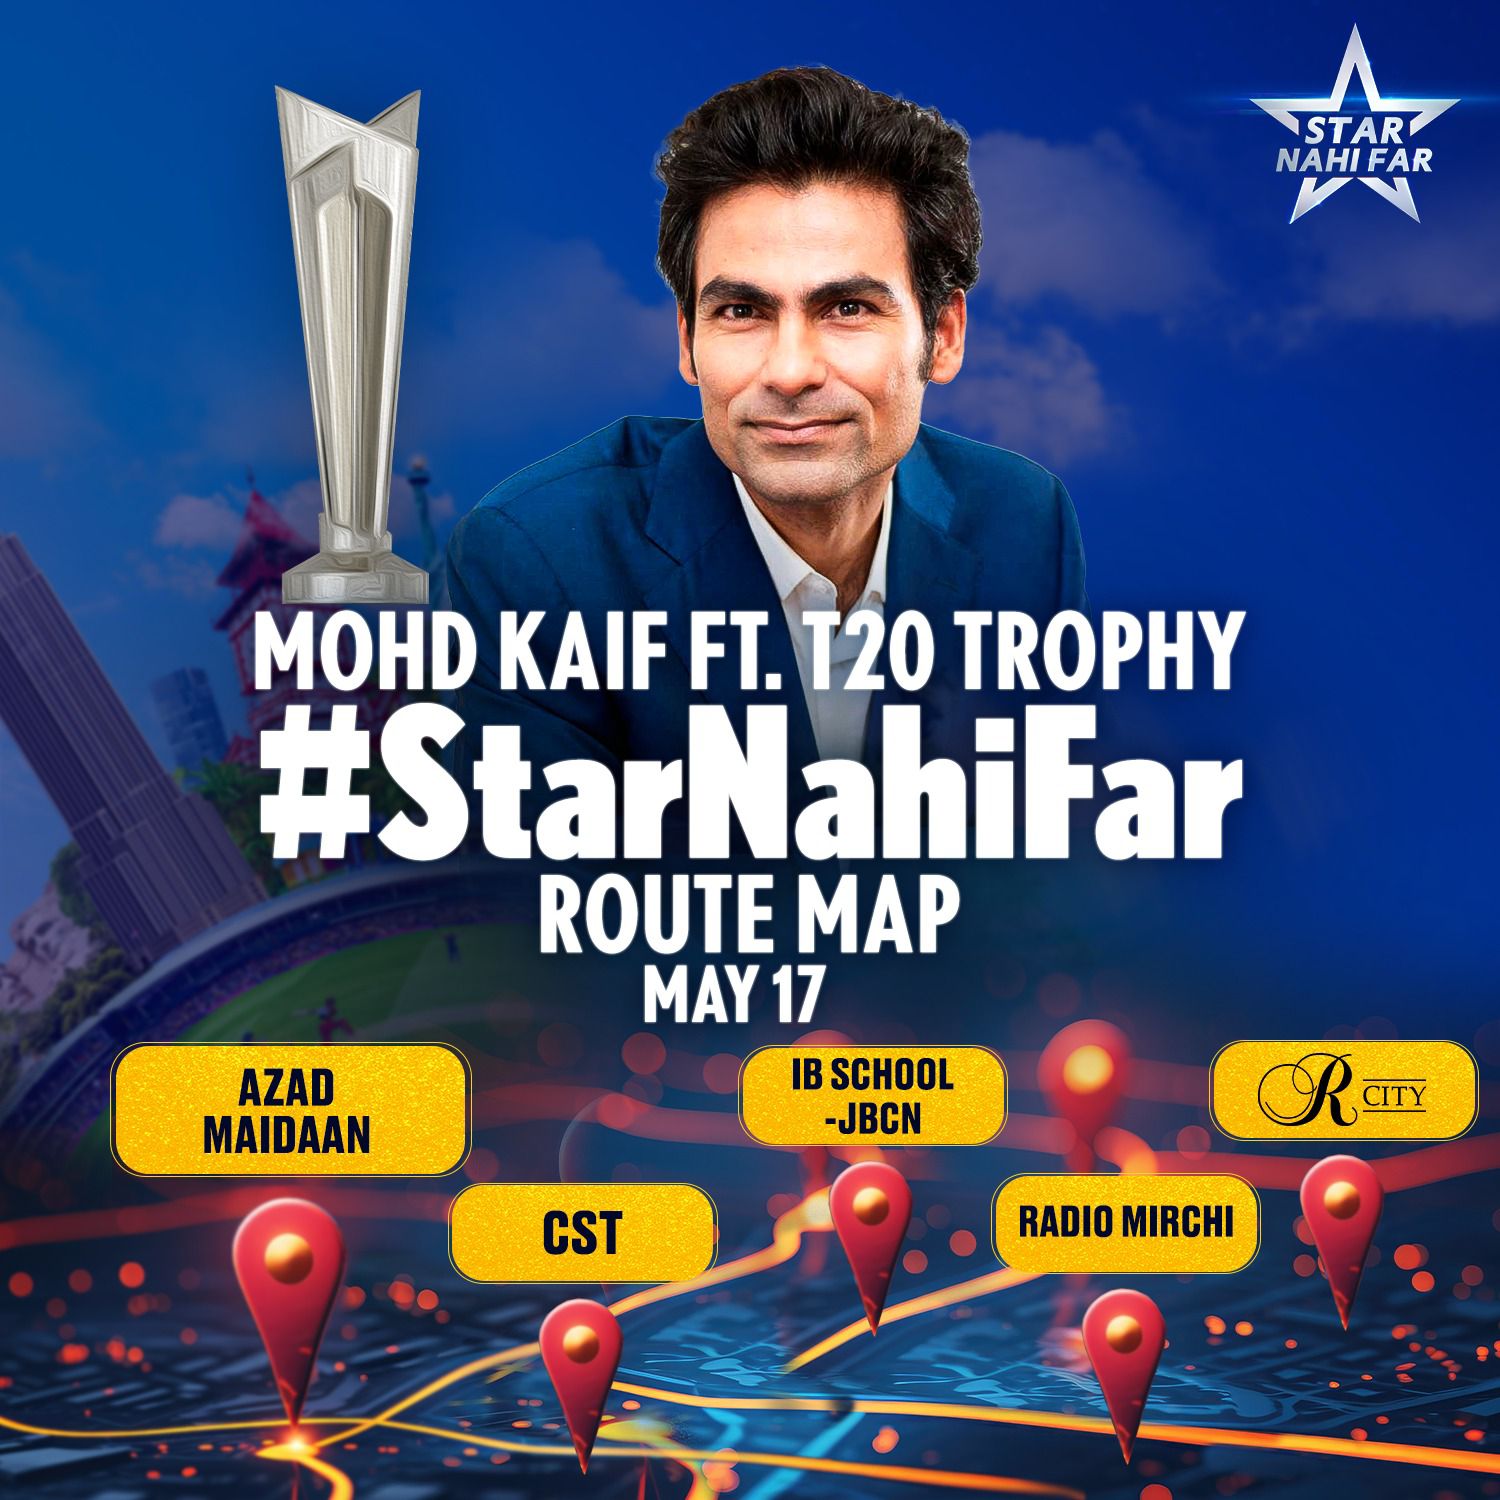 STAR
NAHI FAR
MOHD KAIF FT. T20 TROPHY
#StarNahiFar
ROUTE MAP
MAY 17
AZAD
MAIDAAN
CST
IB SCHOOL
-JBCN
RADIO MIRCHI
R CITY